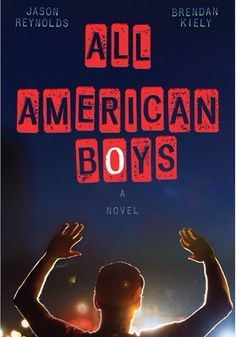 JASON REYNOLDS
BRENDAN KIELY
ALL
AMERICAN
BOYS
A
NOVEL